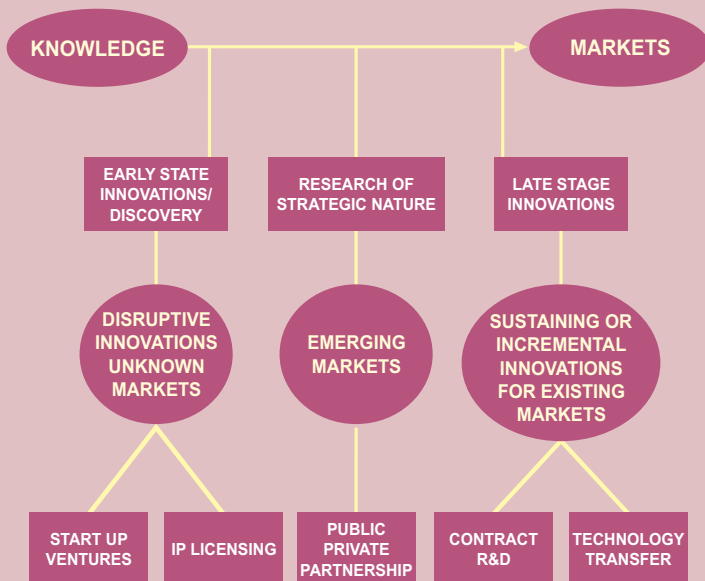 KNOWLEDGE
MARKETS
EARLY STATE
INNOVATIONS/
DISCOVERY
RESEARCH OF
STRATEGIC NATURE
LATE STAGE
INNOVATIONS
DISRUPTIVE
INNOVATIONS
UNKNOWN
MARKETS
EMERGING
MARKETS
SUSTAINING OR
INCREMENTAL
INNOVATIONS
FOR EXISTING
MARKETS
START UP
VENTURES
IP LICENSING
PUBLIC
PRIVATE
PARTNERSHIP
CONTRACT
R&D
TECHNOLOGY
TRANSFER